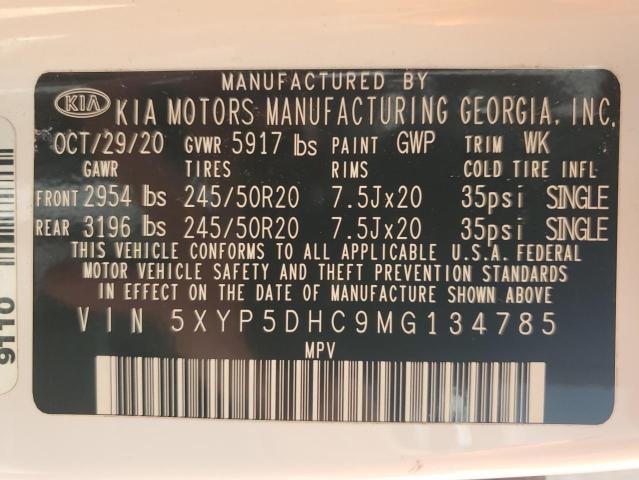 MANUFACTURED BY
KIA KIA MOTORS MANUFACTURING GEORGIA, INC.
OCT/29/20 GVWR 5917 lbs PAINT GWP TRIM WK
GAWR TIRES RIMS COLD TIRE INFL
FRONT 2954 lbs 245/50R20 7.5Jx20 35psi SINGLE
REAR 3196 lbs 245/50R20 7.5Jx20 35psi SINGLE
THIS VEHICLE CONFORMS TO ALL APPLICABLE U.S.A. FEDERAL
MOTOR VEHICLE SAFETY AND THEFT PREVENTION STANDARDS
IN EFFECT ON THE DATE OF MANUFACTURE SHOWN ABOVE
VIN 5XYP5DHC9MG134785
MPV
9110